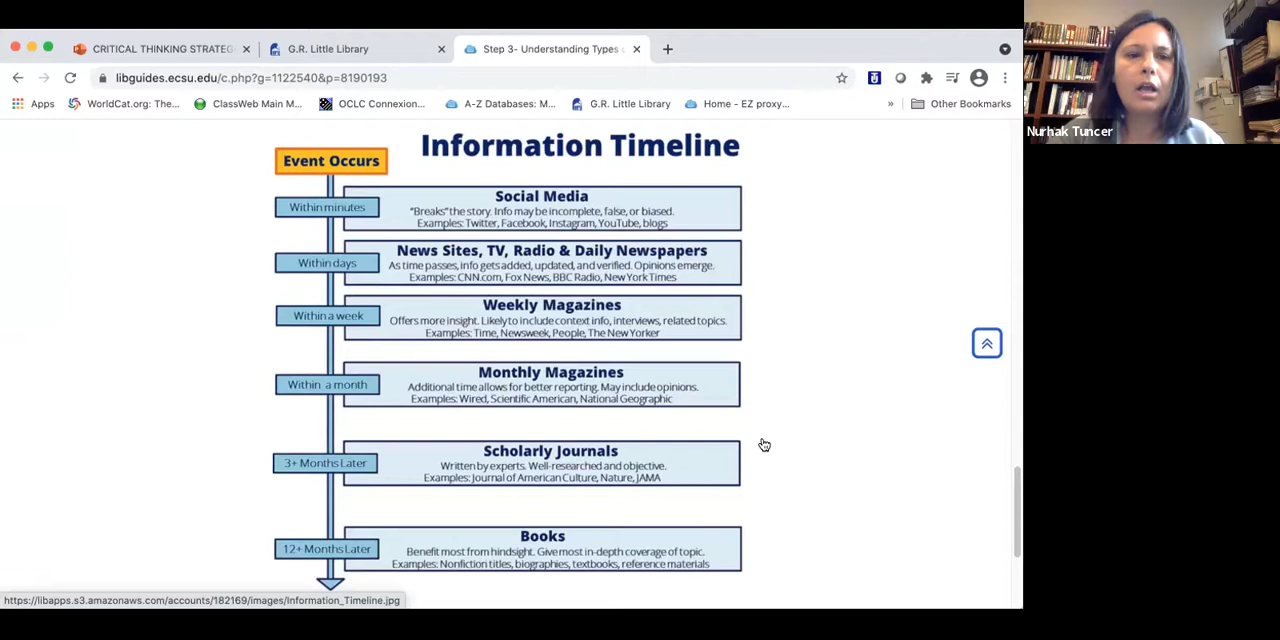 CRITICAL THINKING STRATEG
G.R. Little Library
Step 3- Understanding Types o
libguides.ecsu.edu/c.php?g=1122540&p=8190193
Apps
WorldCat.org: The...
ClassWeb Main M...
OCLC Connexion...
A-Z Databases: M...
G.R. Little Library
Home - EZ proxy...
»
Other Bookmarks
Nurhak Tuncer
Information Timeline
Event Occurs
Within minutes
Social Media
"Breaks" the story. Info may be incomplete, false, or biased.
Examples: Twitter, Facebook, Instagram, YouTube, blogs
Within days
News Sites, TV, Radio & Daily Newspapers
As time passes, info gets added, updated, and verified. Opinions emerge.
Examples: CNN.com, Fox News, BBC Radio, New York Times
Within a week
Weekly Magazines
Offers more insight. Likely to include context info, interviews, related topics.
Examples: Time, Newsweek, People, The New Yorker
Within a month
Monthly Magazines
Additional time allows for better reporting. May include opinions.
Examples: Wired, Scientific American, National Geographic
3+ Months Later
Scholarly Journals
Written by experts. Well-researched and objective.
Examples: Journal of American Culture, Nature, JAMA
12+ Months Later
Books
Benefit most from hindsight. Give most in-depth coverage of topic.
Examples: Nonfiction titles, biographies, textbooks, reference materials
https://libapps.s3.amazonaws.com/accounts/182169/images/Information_Timeline.jpg